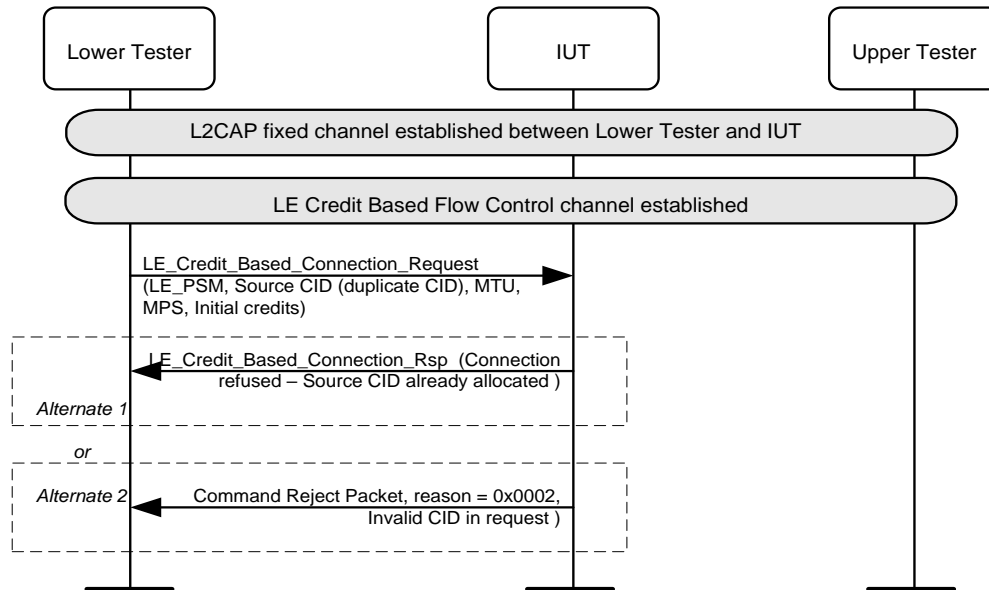 Lower Tester
IUT
Upper Tester
L2CAP fixed channel established between Lower Tester and IUT
LE Credit Based Flow Control channel established
LE_Credit_Based_Connection_Request
(LE_PSM, Source CID (duplicate CID), MTU,
MPS, Initial credits)
LE_Credit_Based_Connection_Rsp (Connection
refused – Source CID already allocated )
Alternate 1
or
Alternate 2
Command Reject Packet, reason = 0x0002,
Invalid CID in request )